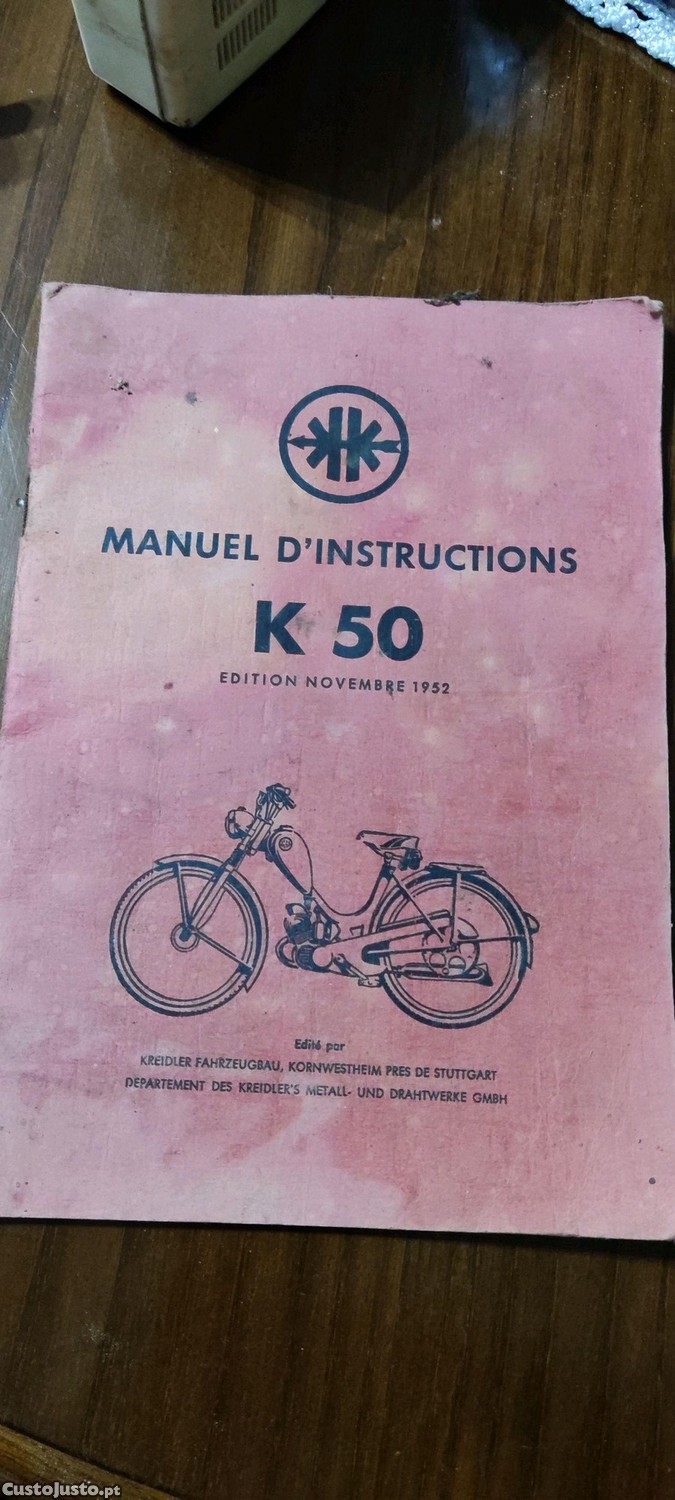 MANUEL D'INSTRUCTIONS
K 50
EDITION NOVEMBRE 1952
Edité par
KREIDLER FAHRZEUGBAU, KORNWESTHEIM PRES DE STUTTGART
DEPARTEMENT DES KREIDLER'S METALL- UND DRAHTWERKE GMBH
CustoJusto.pt